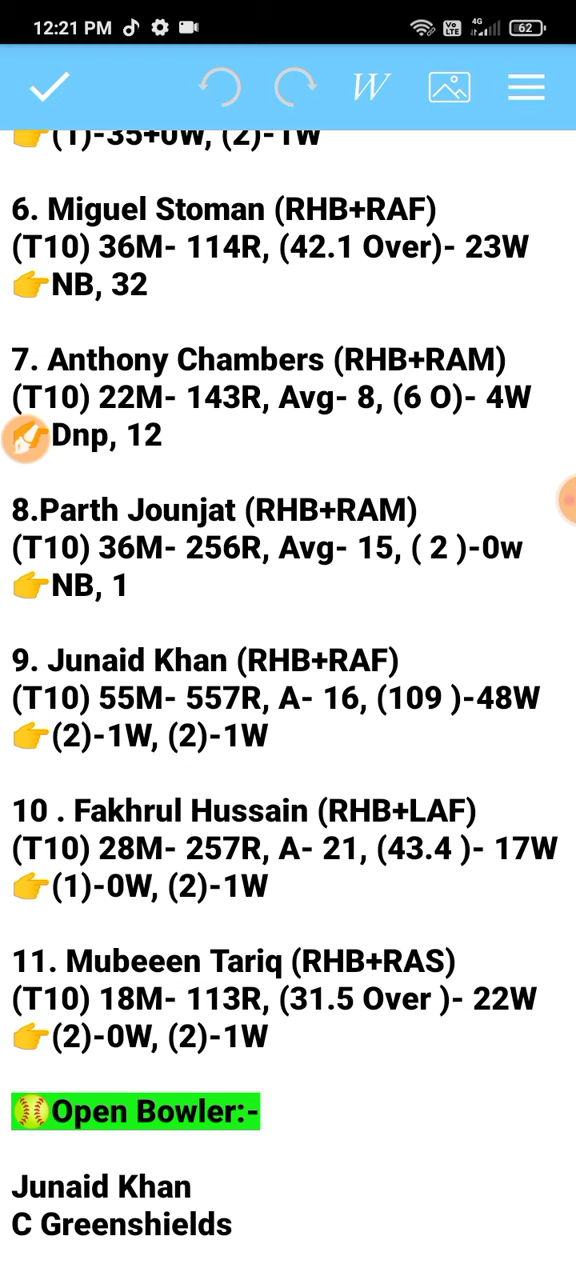 12:21 PM
4G
Vo LTE
62
W
(1)-35+0W, (2)-1W
6. Miguel Stoman (RHB+RAF)
(T10) 36M- 114R, (42.1 Over)- 23W
👉NB, 32
7. Anthony Chambers (RHB+RAM)
(T10) 22M- 143R, Avg- 8, (6 O)- 4W
Dnp, 12
8.Parth Jounjat (RHB+RAM)
(T10) 36M- 256R, Avg- 15, ( 2 )-0w
👉NB, 1
9. Junaid Khan (RHB+RAF)
(T10) 55M- 557R, A- 16, (109 )-48W
👉(2)-1W, (2)-1W
10 . Fakhrul Hussain (RHB+LAF)
(T10) 28M- 257R, A- 21, (43.4 )- 17W
👉(1)-0W, (2)-1W
11. Mubeeen Tariq (RHB+RAS)
(T10) 18M- 113R, (31.5 Over )- 22W
👉(2)-0W, (2)-1W
🥎Open Bowler:-
Junaid Khan
C Greenshields